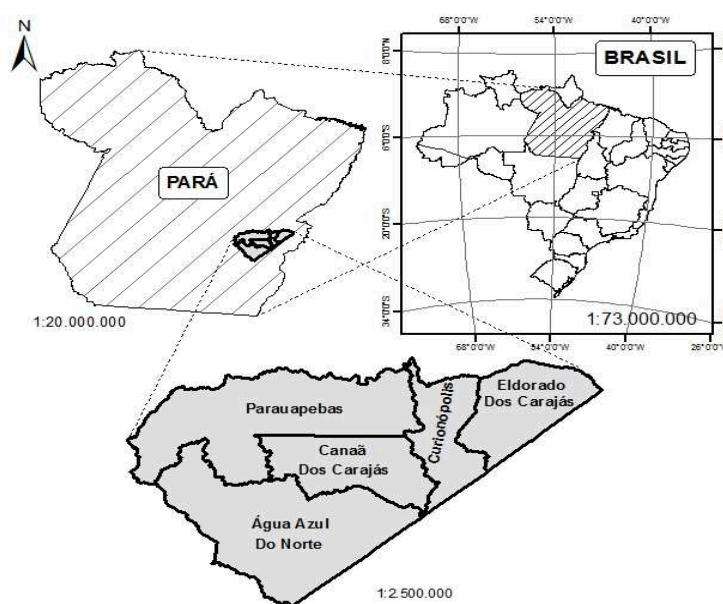 N
PARÁ
1:20.000.000
68°0'0"W 54°0'0"W 40°0'0"W
BRASIL
8°0'N
6°0'0"S
20°0'0"S
34°0'0"S
1:73.000.000
68°0'0"W 54°0'0"W 40°0'0"W 26°0'0"W
Parauapebas
Curionópolis
Eldorado
Dos Carajás
Canaã
Dos Carajás
Água Azul
Do Norte
1:2.500.000